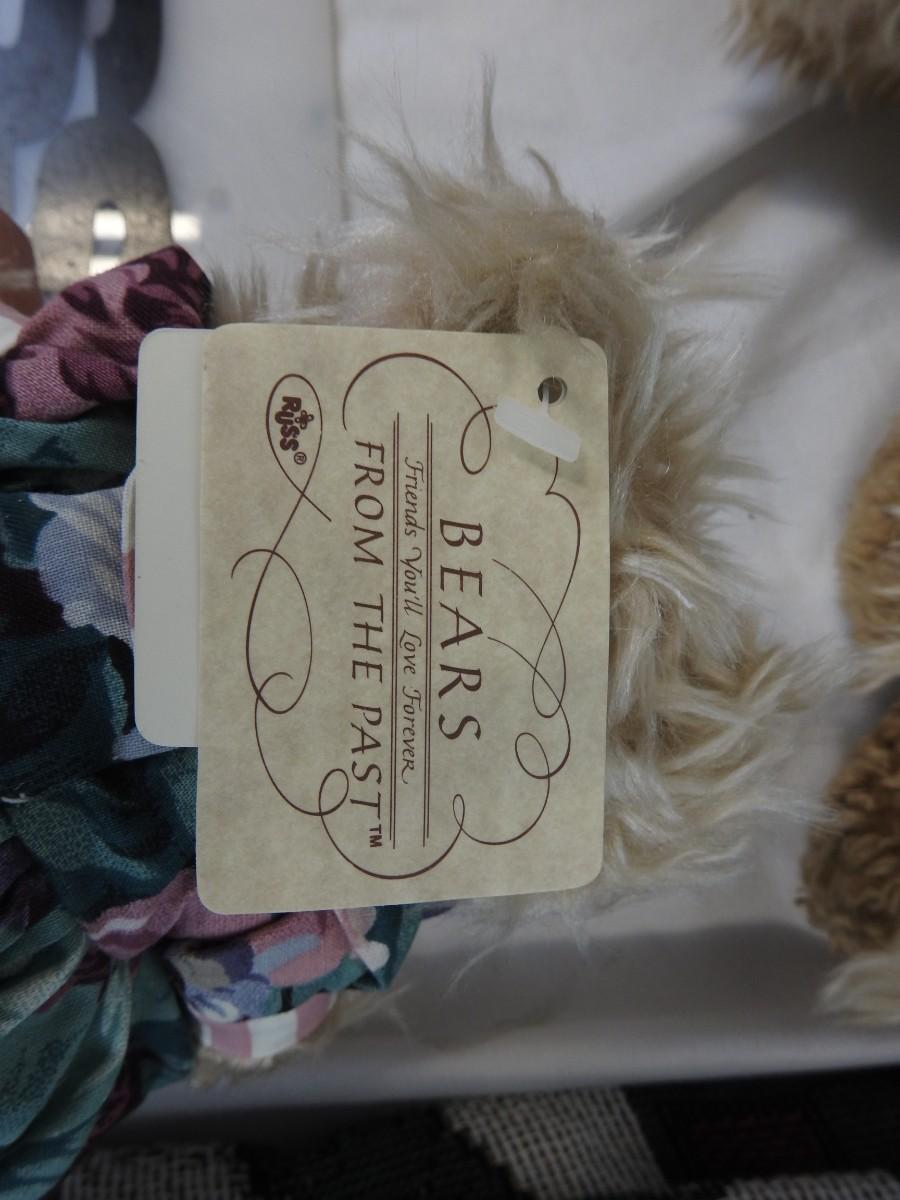 BEARS
Friends You'll Love Forever
FROM THE PAST™
Russ®